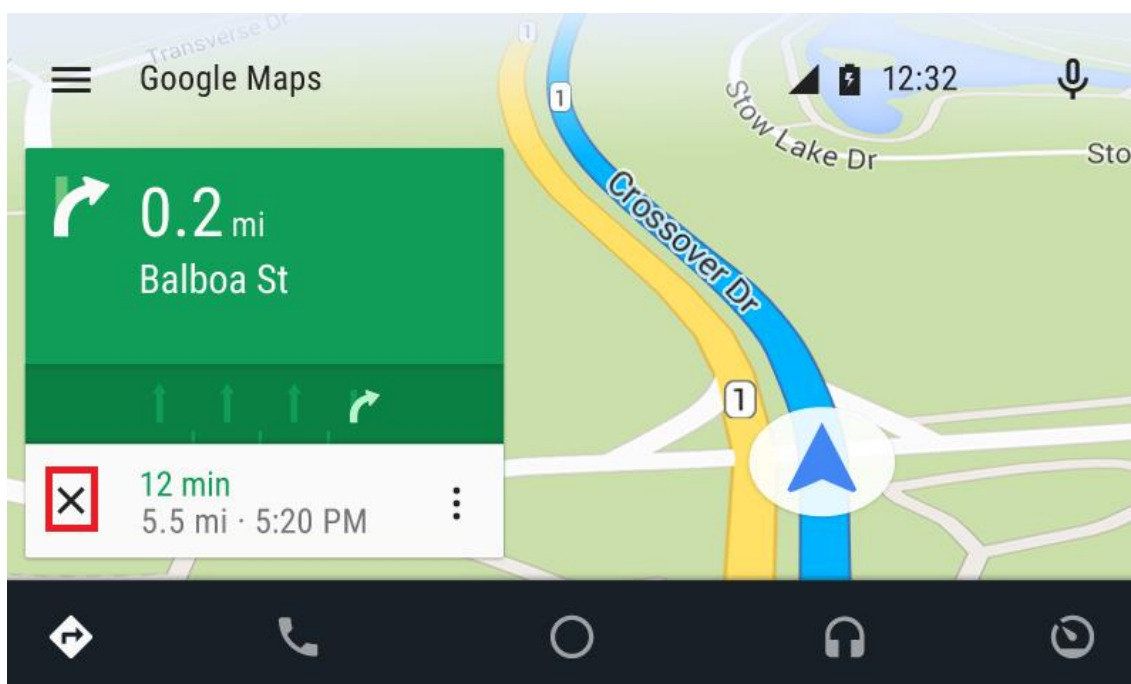 Transverse Dr
1
Google Maps
12:32
1
Stow Lake Dr
Sto
0.2 mi
Balboa St
Crossover Dr
1
12 min
5.5 mi · 5:20 PM